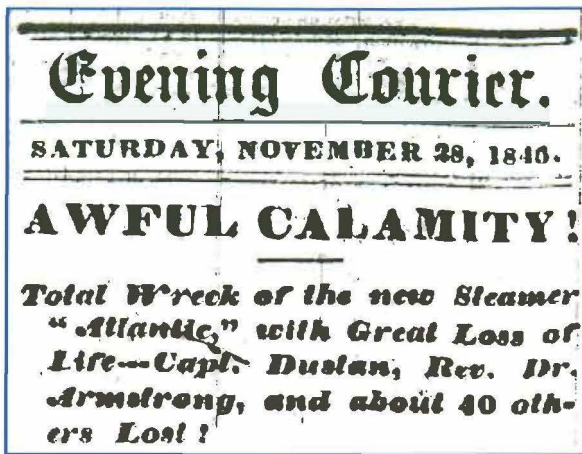 Evening Courier.
SATURDAY, NOVEMBER 28, 1846.
AWFUL CALAMITY!
Total Wreck of the new Steamer
"Atlantic," with Great Loss of
Life—Capt. Dustan, Rev. Dr.
Armstrong, and about 40 oth-
ers Lost!